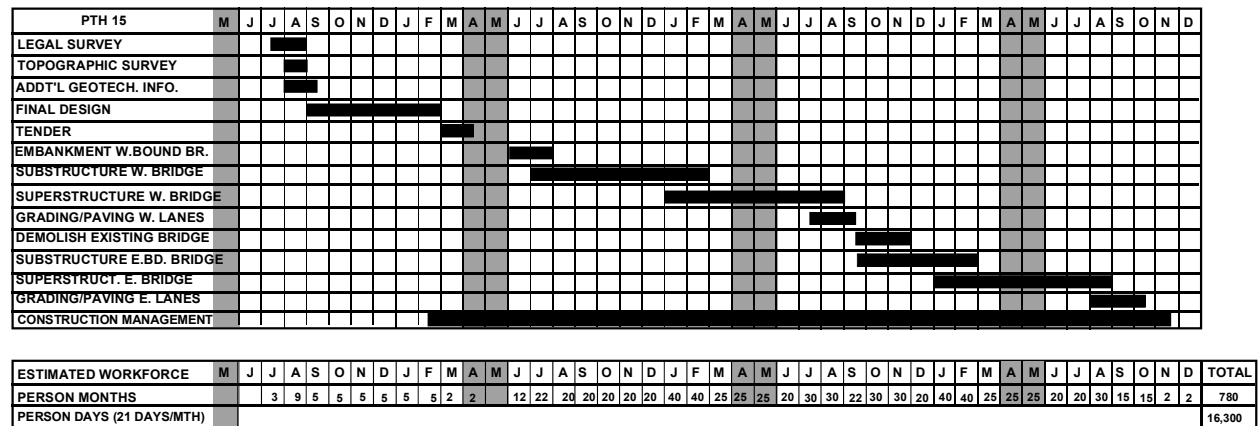 PTH 15 M J J A S O N D J F M A M J J A S O N D J F M A M J J A S O N D J F M A M J J A S O N D
LEGAL SURVEY
TOPOGRAPHIC SURVEY
ADDT'L GEOTECH. INFO.
FINAL DESIGN
TENDER
EMBANKMENT W.BOUND BR.
SUBSTRUCTURE W. BRIDGE
SUPERSTRUCTURE W. BRIDGE
GRADING/PAVING W. LANES
DEMOLISH EXISTING BRIDGE
SUBSTRUCTURE E.BD. BRIDGE
SUPERSTRUCT. E. BRIDGE
GRADING/PAVING E. LANES
CONSTRUCTION MANAGEMENT
ESTIMATED WORKFORCE M J J A S O N D J F M A M J J A S O N D J F M A M J J A S O N D J F M A M J J A S O N D TOTAL
PERSON MONTHS 3 9 5 5 5 5 5 5 2 2 12 22 20 20 20 20 20 40 40 25 25 25 20 30 30 22 30 30 20 40 40 25 25 25 20 20 30 15 15 2 2 780
PERSON DAYS (21 DAYS/MTH) 16,300